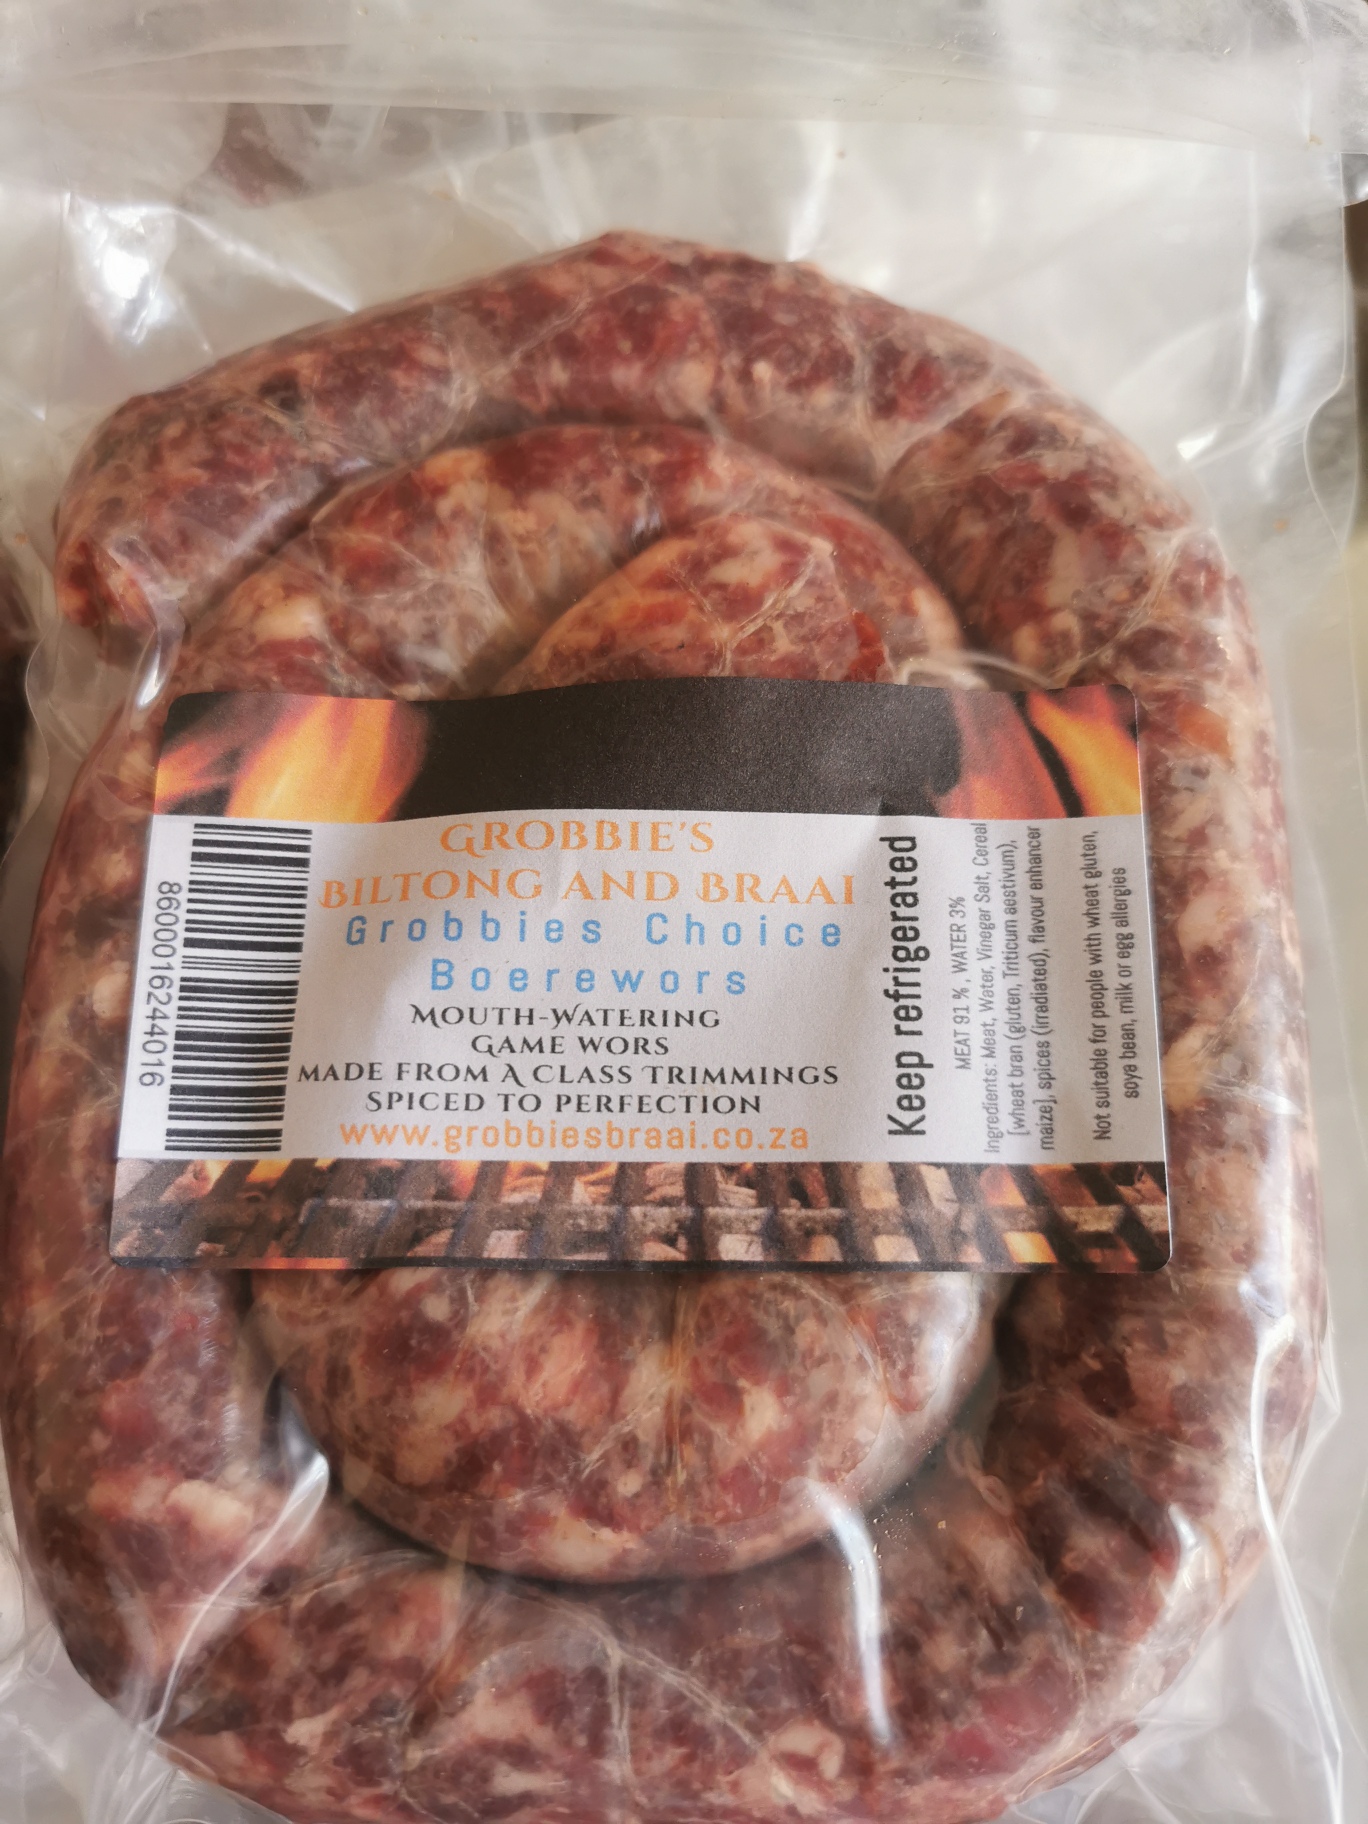 GROBBIE'S
BILTONG AND BRAAI
Grobbies Choice
Boerewors
MOUTH-WATERING
GAME WORS
MADE FROM A CLASS TRIMMINGS
SPICED TO PERFECTION
www.grobbiesbraai.co.za
8600016244016
Keep refrigerated
MEAT 91 %, WATER 3%
Ingredients: Meat, Water, Vinegar Salt, Cereal
[wheat bran (gluten, Triticum aestivum),
maize], spices (irradiated), flavour enhancer
Not suitable for people with wheat gluten,
soya bean, milk or egg allergies